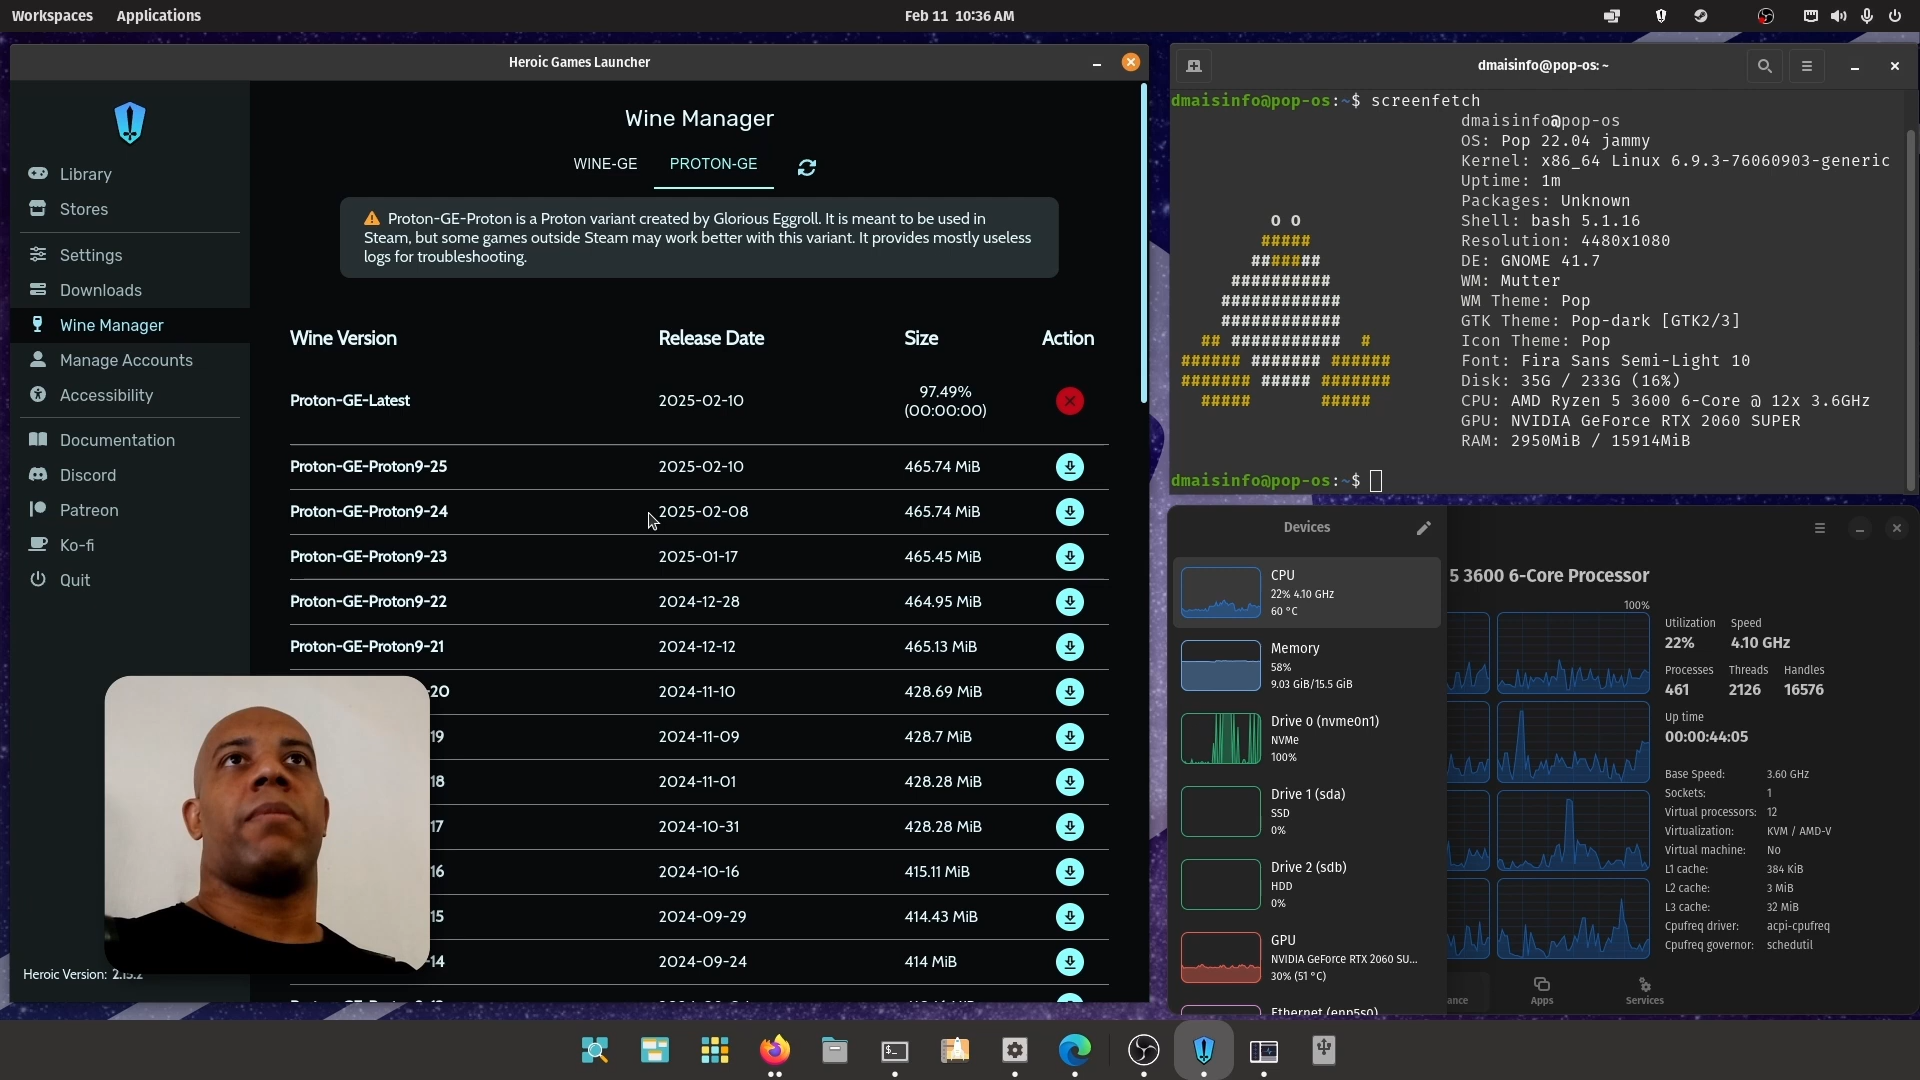 Workspaces Applications
Feb 11 10:36 AM
Heroic Games Launcher
Library
Stores
Settings
Downloads
Wine Manager
Manage Accounts
Accessibility
Documentation
Discord
Patreon
Ko-fi
Quit
Heroic Version: 2.15.2
Wine Manager
WINE-GE PROTON-GE
Proton-GE-Proton is a Proton variant created by Glorious Eggroll. It is meant to be used in
Steam, but some games outside Steam may work better with this variant. It provides mostly useless
logs for troubleshooting.
Wine Version Release Date Size Action
Proton-GE-Latest 2025-02-10 97.49%
(00:00:00)
Proton-GE-Proton9-25 2025-02-10 465.74 MiB
Proton-GE-Proton9-24 2025-02-08 465.74 MiB
Proton-GE-Proton9-23 2025-01-17 465.45 MiB
Proton-GE-Proton9-22 2024-12-28 464.95 MiB
Proton-GE-Proton9-21 2024-12-12 465.13 MiB
-20 2024-11-10 428.69 MiB
19 2024-11-09 428.7 MiB
18 2024-11-01 428.28 MiB
17 2024-10-31 428.28 MiB
16 2024-10-16 415.11 MiB
15 2024-09-29 414.43 MiB
-14 2024-09-24 414 MiB
dmaisinfo@pop-os: ~
dmaisinfo@pop-os:~$ screenfetch
dmaisinfo@pop-os
OS: Pop 22.04 jammy
Kernel: x86_64 Linux 6.9.3-76060903-generic
Uptime: 1m
Packages: Unknown
O O Shell: bash 5.1.16
##### Resolution: 4480x1080
####### DE: GNOME 41.7
########## WM: Mutter
############ WM Theme: Pop
############ GTK Theme: Pop-dark [GTK2/3]
## ########### # Icon Theme: Pop
###### ####### ###### Font: Fira Sans Semi-Light 10
####### ##### ####### Disk: 35G / 233G (16%)
##### ##### CPU: AMD Ryzen 5 3600 6-Core @ 12x 3.6GHz
GPU: NVIDIA GeForce RTX 2060 SUPER
RAM: 2950MiB / 15914MiB
dmaisinfo@pop-os:~$
Devices
CPU
22% 4.10 GHz
60 °C
Memory
58%
9.03 GiB/15.5 GiB
Drive 0 (nvme0n1)
NVMe
100%
Drive 1 (sda)
SSD
0%
Drive 2 (sdb)
HDD
0%
GPU
NVIDIA GeForce RTX 2060 SU...
30% (51 °C)
Ethernet (enp5s0)
5 3600 6-Core Processor
100%
Utilization Speed
22% 4.10 GHz
Processes Threads Handles
461 2126 16576
Up time
00:00:44:05
Base Speed: 3.60 GHz
Sockets: 1
Virtual processors: 12
Virtualization: KVM / AMD-V
Virtual machine: No
L1 cache: 384 KiB
L2 cache: 3 MiB
L3 cache: 32 MiB
Cpufreq driver: acpi-cpufreq
Cpufreq governor: schedutil
ance Apps Services